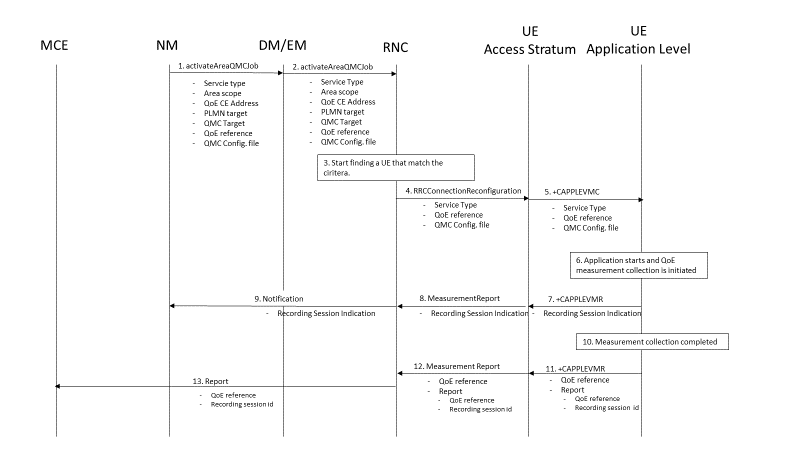 MCE
NM
DM/EM
RNC
UE
Access Stratum
UE
Application Level
1. activateAreaQMCJob
- Servcie type
- Area scope
- QoE CE Address
- PLMN target
- QMC Target
- QoE reference
- QMC Config. file
2. activateAreaQMCJob
- Service Type
- Area scope
- QoE CE Address
- PLMN target
- QMC Target
- QoE reference
- QMC Config. file
3. Start finding a UE that match the
ciritera.
4. RRCConnectionReconfiguration
- Service Type
- QoE reference
- QMC Config. file
5. +CAPPLEVMC
- Service Type
- QoE reference
- QMC Config. file
6. Application starts and QoE
measurement collection is initiated
7. +CAPPLEVMR
- Recording Session Indication
8. MeasurementReport
- Recording Session Indication
9. Notification
- Recording Session Indication
10. Measurement collection completed
11. +CAPPLEVMR
- QoE reference
- Report
- QoE reference
- Recording session id
12. Measurement Report
- QoE reference
- Report
- QoE reference
- Recording session id
13. Report
- QoE reference
- Recording session id